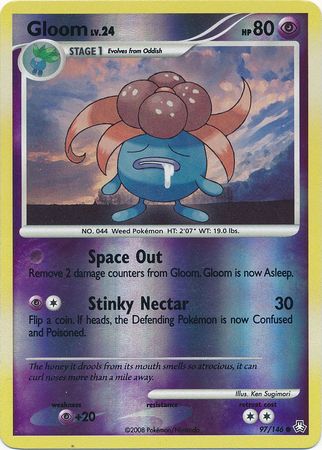 Gloom LV.24 HP 80
STAGE 1 Evolves from Oddish
NO. 044 Weed Pokémon HT: 2'07" WT: 19.0 lbs.
Space Out
Remove 2 damage counters from Gloom. Gloom is now Asleep.
Stinky Nectar 30
Flip a coin. If heads, the Defending Pokémon is now Confused
and Poisoned.
The honey it drools from its mouth smells so atrocious, it can
curl noses more than a mile away.
Illus. Ken Sugimori
weakness resistance retreat cost
+20
©2008 Pokémon/Nintendo 97/146